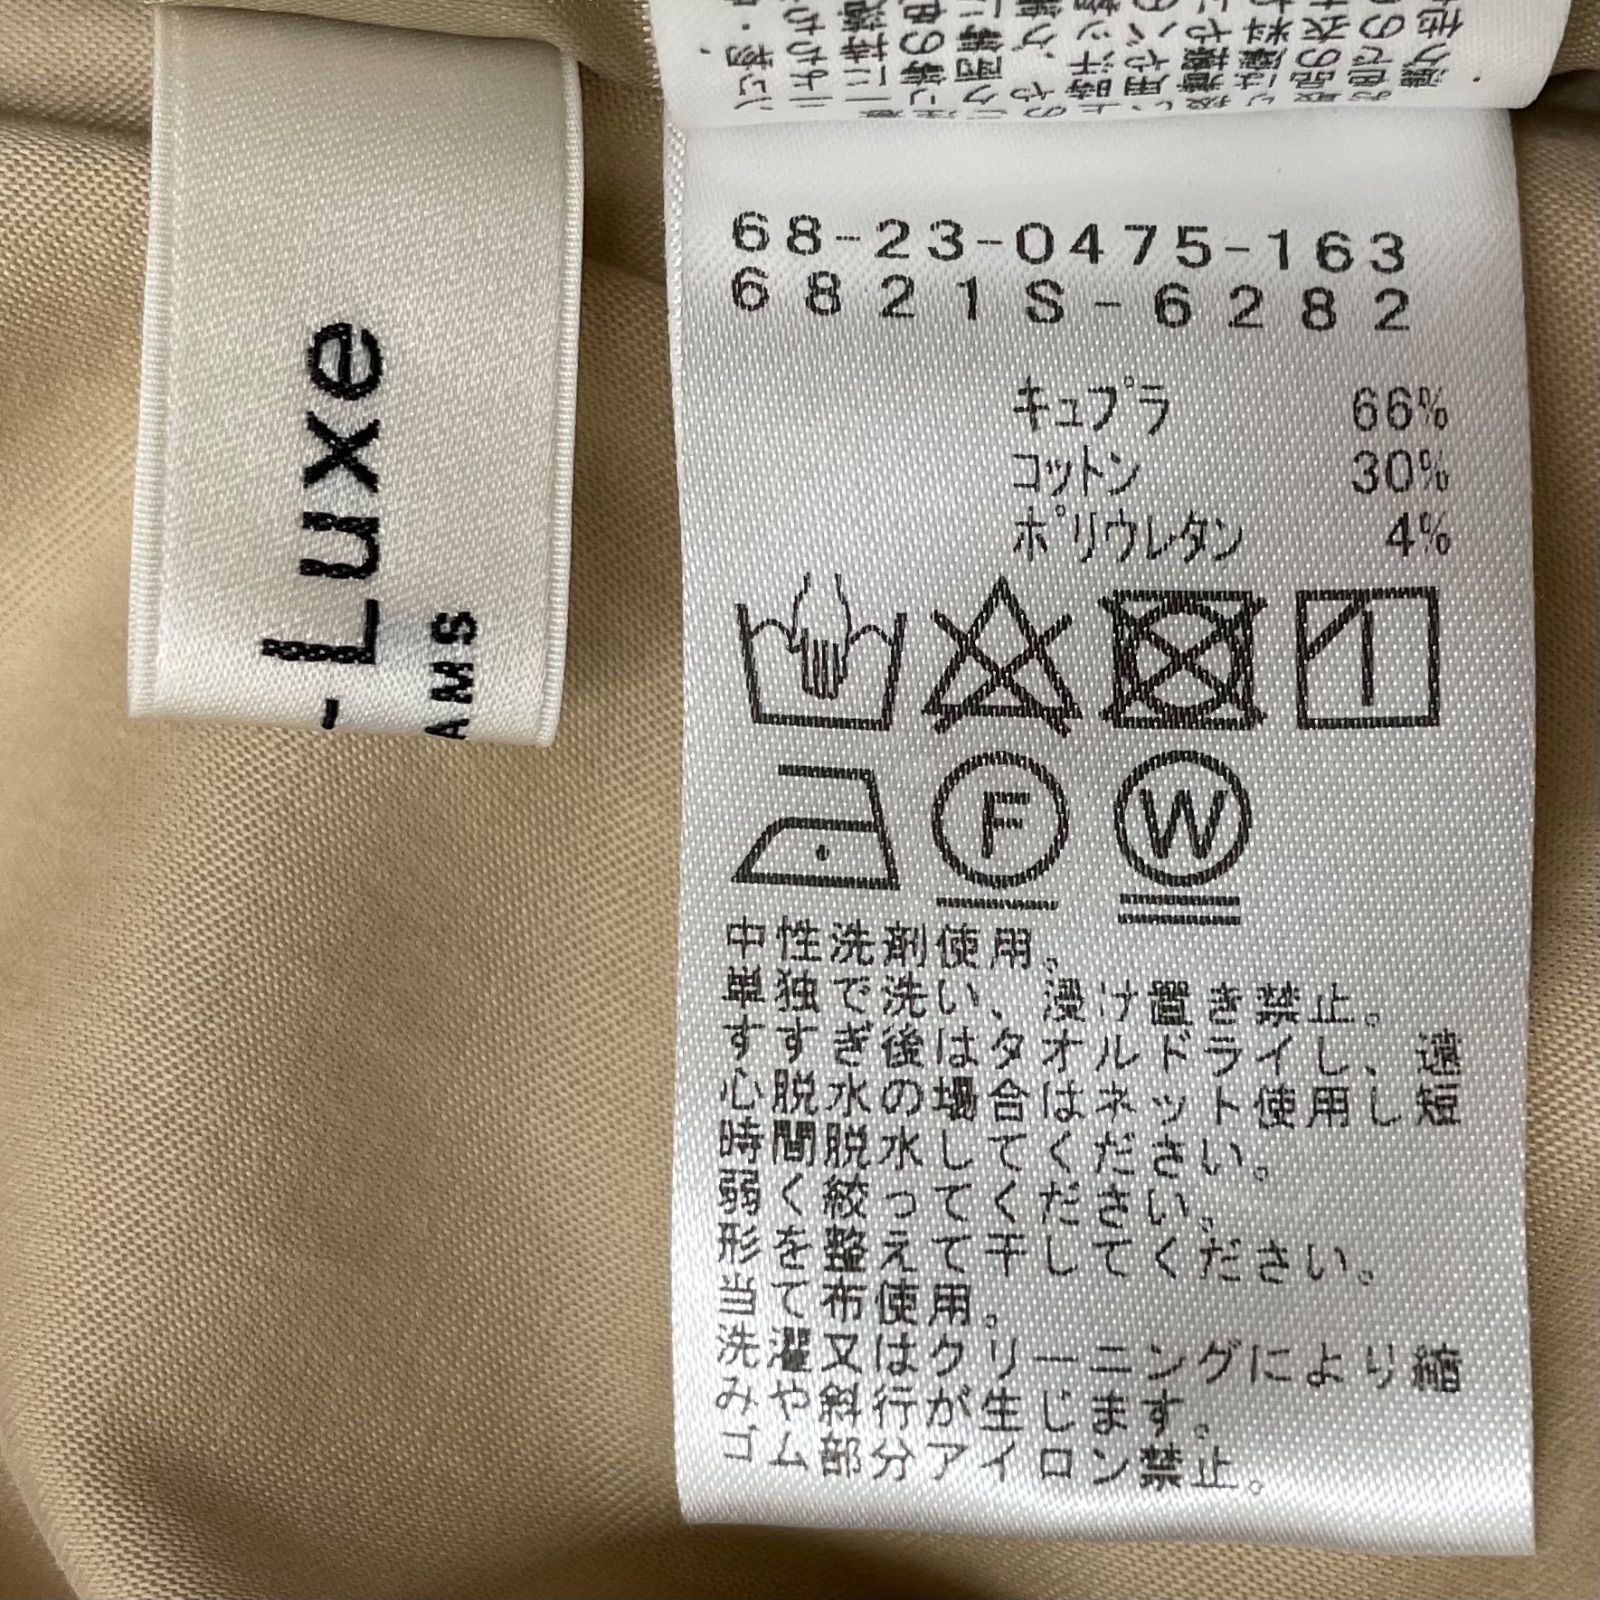 -Luxe
AMS
68-23-0475-163
6821S-6282
キュプラ 66%
コットン 30%
ポリウレタン 4%
F
W
中性洗剤使用。
単独で洗い、浸け置き禁止。
すすぎ後はタオルドライし、遠
心脱水の場合はネット使用し短
時間脱水してください。
弱く絞ってください。
形を整えて干してください。
当て布使用。
洗濯又はクリーニングにより縮
みや斜行が生じます。
ゴム部分アイロン禁止。